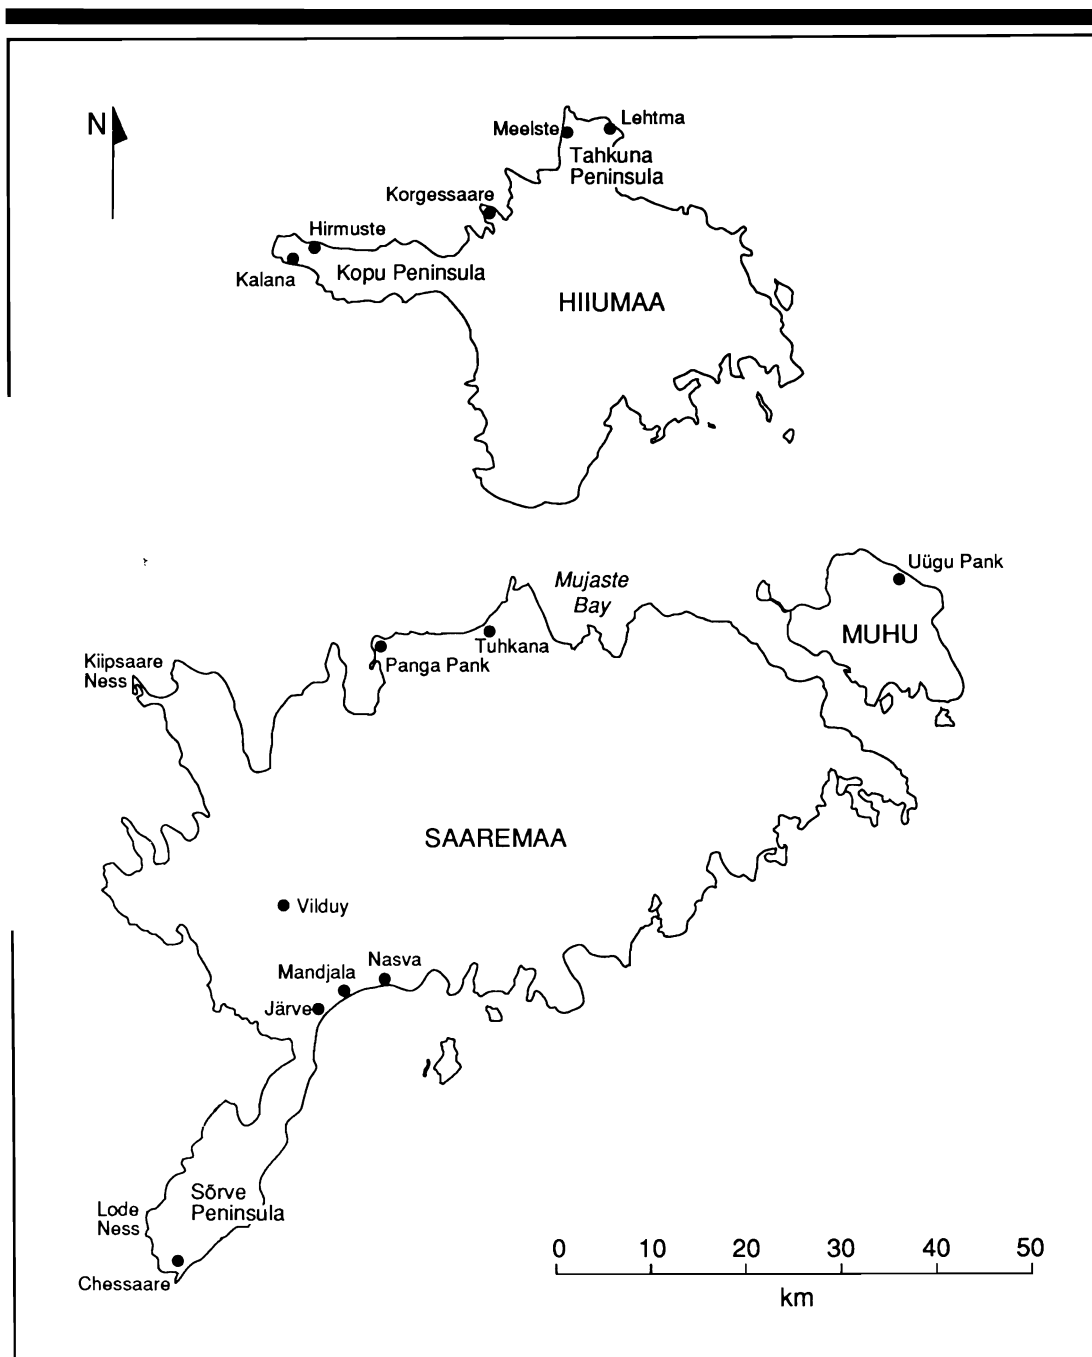 N
Meelste
Lehtma
Tahkuna
Peninsula
Korgessaare
Hirmuste
Kalana
Kopu Peninsula
HIIUMAA
Uügu Pank
Mujaste
Bay
MUHU
Tuhkana
Panga Pank
Kiipsaare
Ness
SAAREMAA
Vilduy
Nasva
Mandjala
Järve
Sõrve
Peninsula
Lode
Ness
Chessaare
0 10 20 30 40 50
km